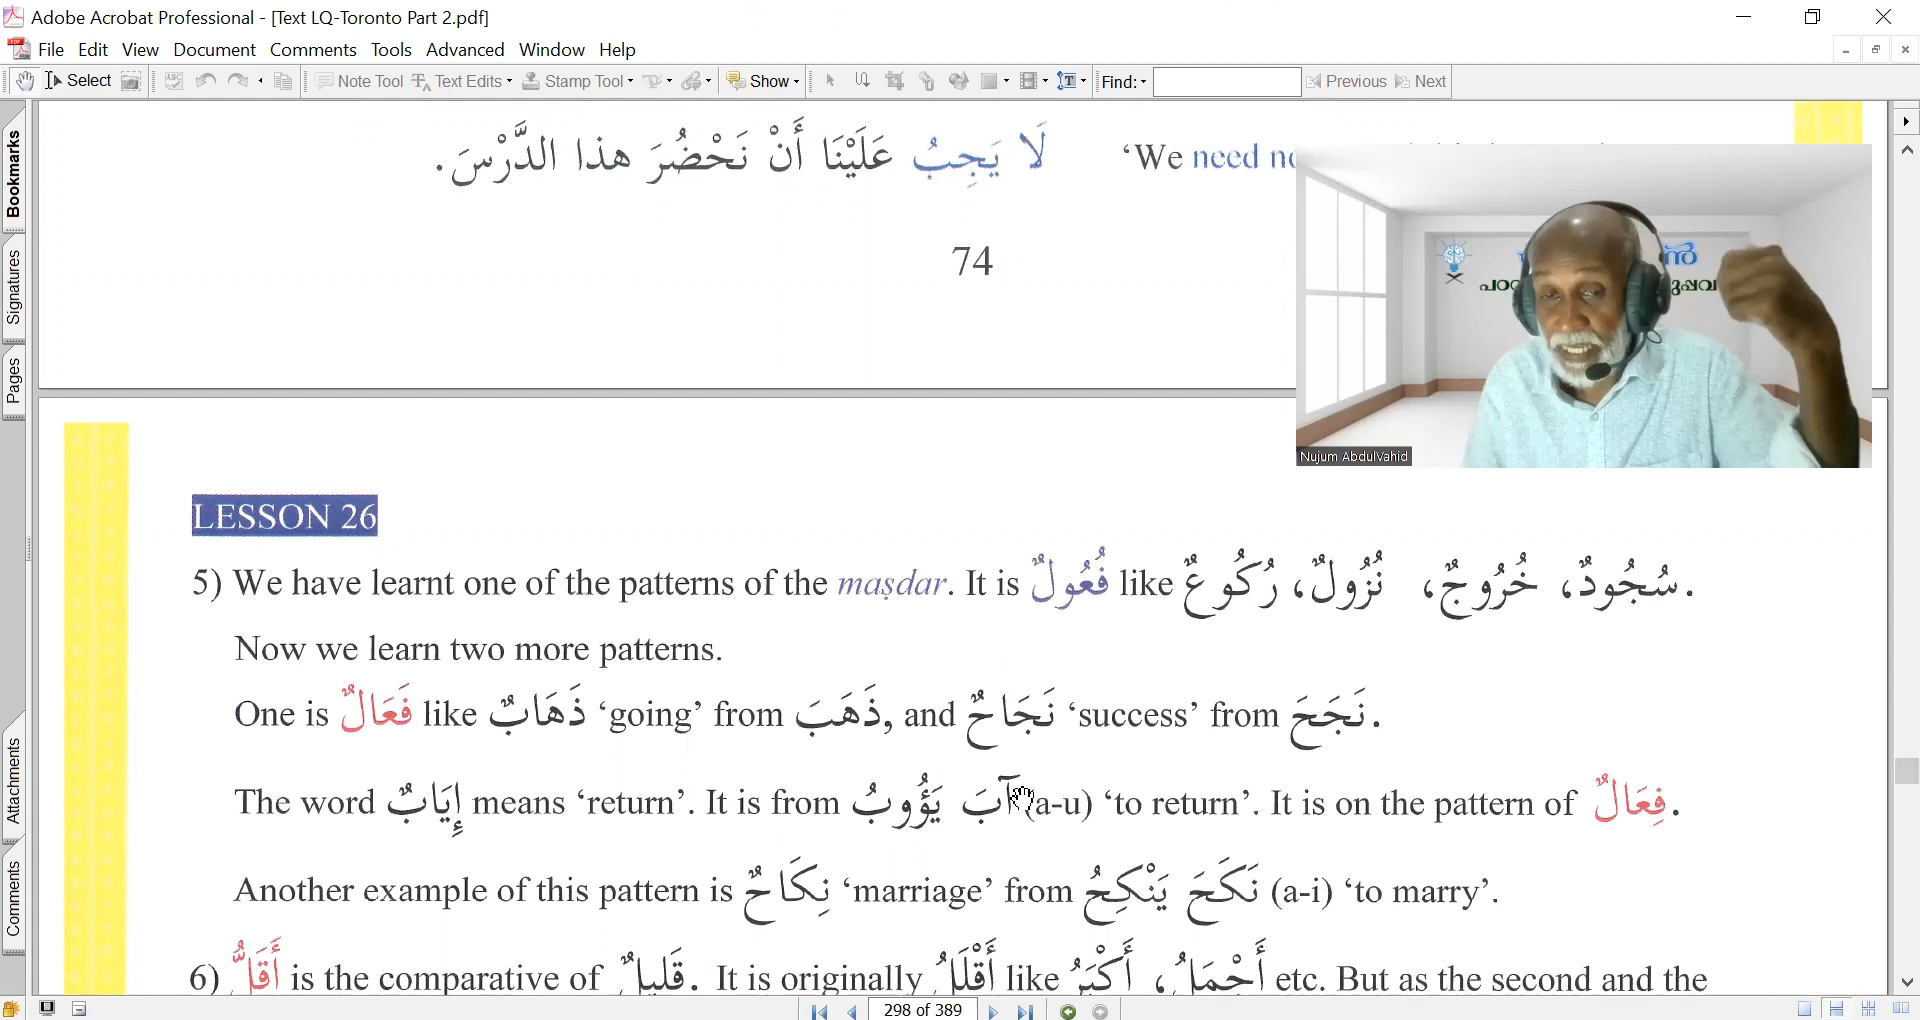 Adobe Acrobat Professional - [Text LQ-Toronto Part 2.pdf]
File Edit View Document Comments Tools Advanced Window Help
Select Note Tool Text Edits Stamp Tool Show Find: Previous Next
Bookmarks
Signatures
Pages
Attachments
Comments
لَا يَجِبُ عَلَيْنَا أَنْ نَحْضُرَ هذا الدَّرْسَ. ‘We need
74
Nujum AbdulVahid
LESSON 26
5) We have learnt one of the patterns of the maṣdar. It is فُعُولٌ like سُجُودٌ، خُرُوجٌ، نُزُولٌ، رُكُوعٌ.
Now we learn two more patterns.
One is فَعَالٌ like ذَهَابٌ ‘going’ from ذَهَبَ, and نَجَاحٌ ‘success’ from نَجَحَ.
The word إِيَابٌ means ‘return’. It is from آبَ يَؤُوبُ (a-u) ‘to return’. It is on the pattern of فِعَالٌ.
Another example of this pattern is نِكَاحٌ ‘marriage’ from نَكَحَ يَنْكِحُ (a-i) ‘to marry’.
6) أَقَلُّ is the comparative of قَلِيلٌ. It is originally أَقْلَلُ like أَجْمَلُ، أَكْبَرُ etc. But as the second and the
298 of 389